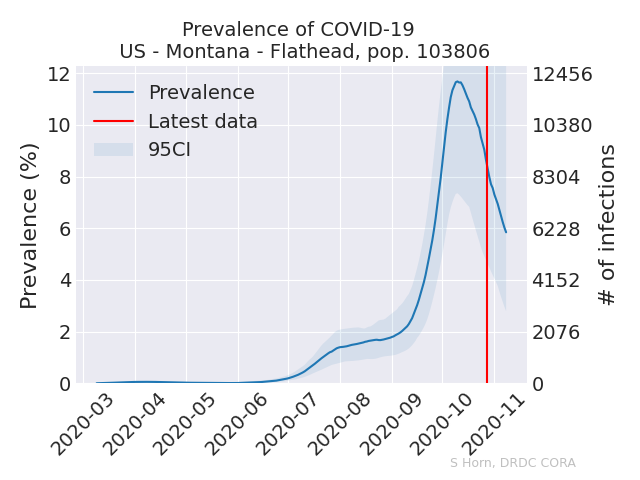 Prevalence of COVID-19
US - Montana - Flathead, pop. 103806
Prevalence (%)
12
10
8
6
4
2
0
Prevalence
Latest data
95CI
12456
10380
8304
6228
4152
2076
0
# of infections
2020-03
2020-04
2020-05
2020-06
2020-07
2020-08
2020-09
2020-10
2020-11
S Horn, DRDC CORA